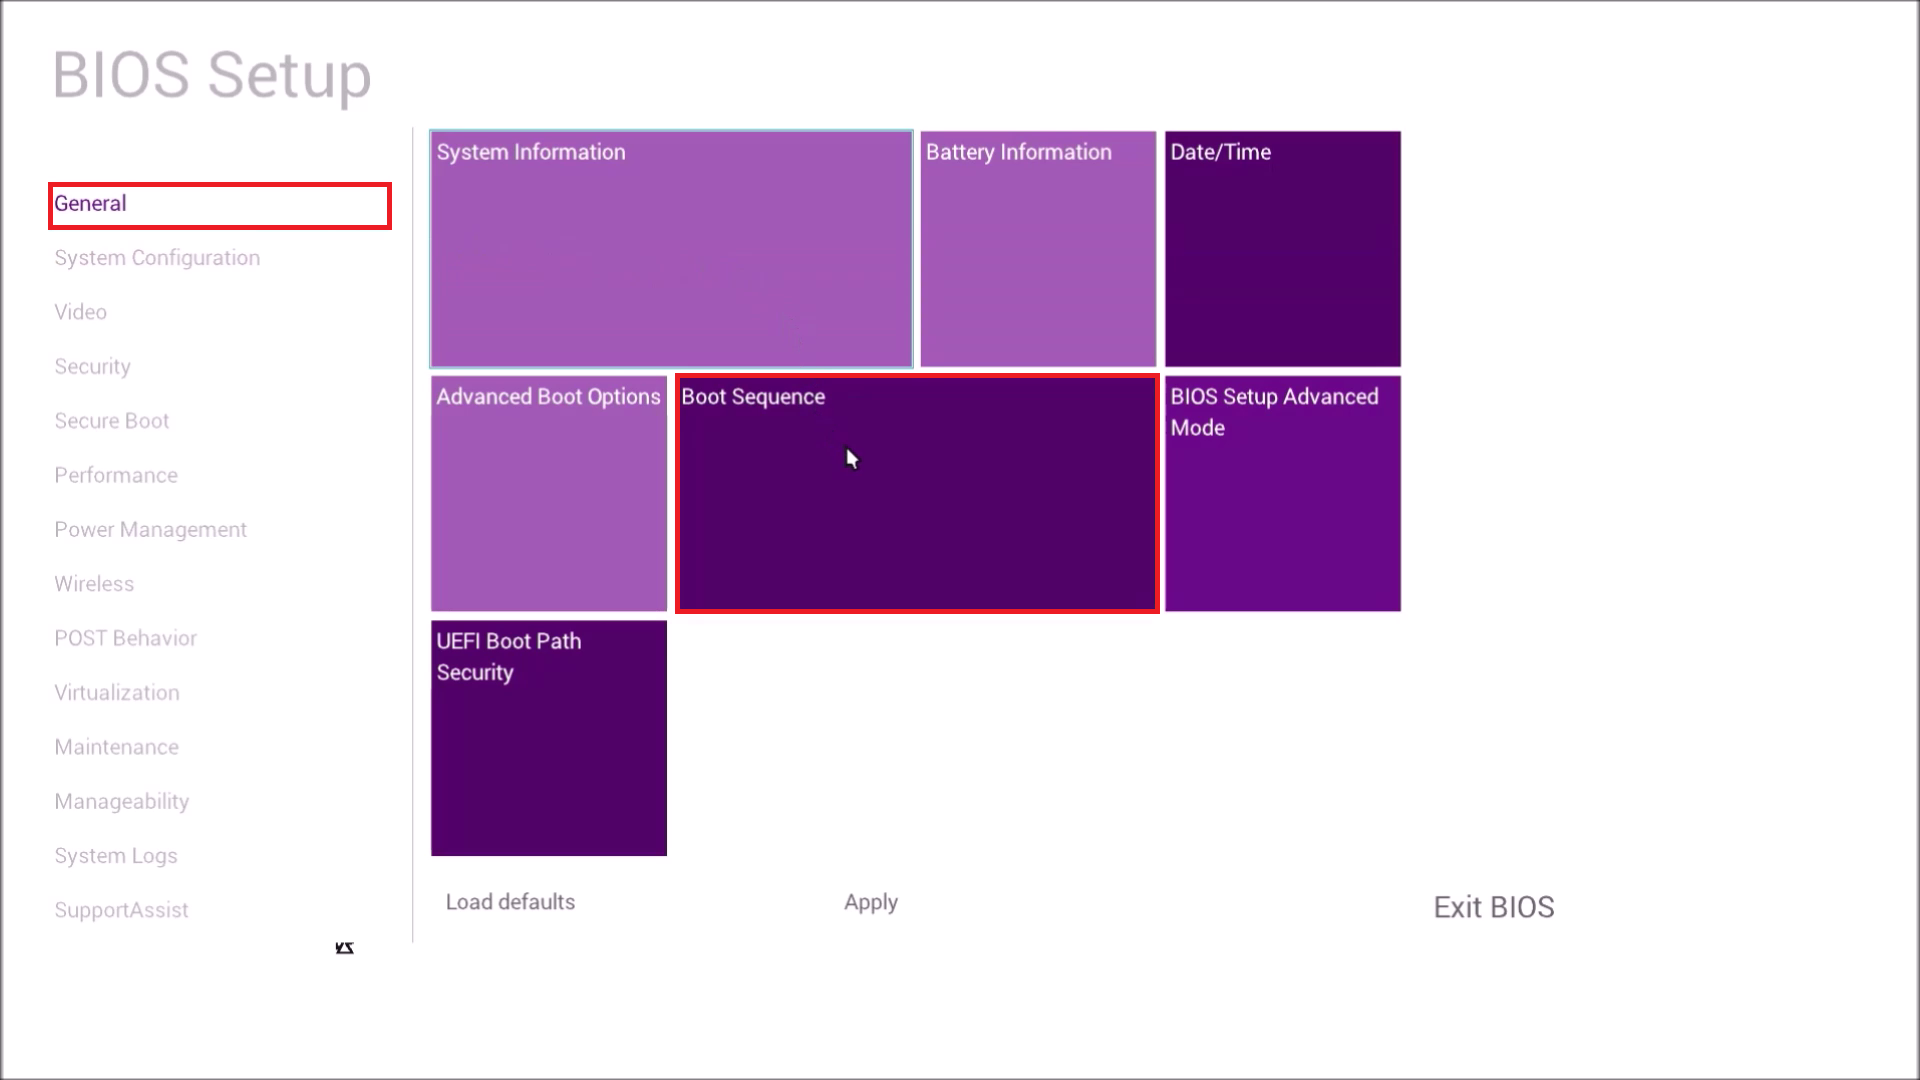 BIOS Setup
General
System Configuration
Video
Security
Secure Boot
Performance
Power Management
Wireless
POST Behavior
Virtualization
Maintenance
Manageability
System Logs
SupportAssist
System Information
Battery Information
Date/Time
Advanced Boot Options
Boot Sequence
BIOS Setup Advanced
Mode
UEFI Boot Path
Security
Load defaults
Apply
Exit BIOS